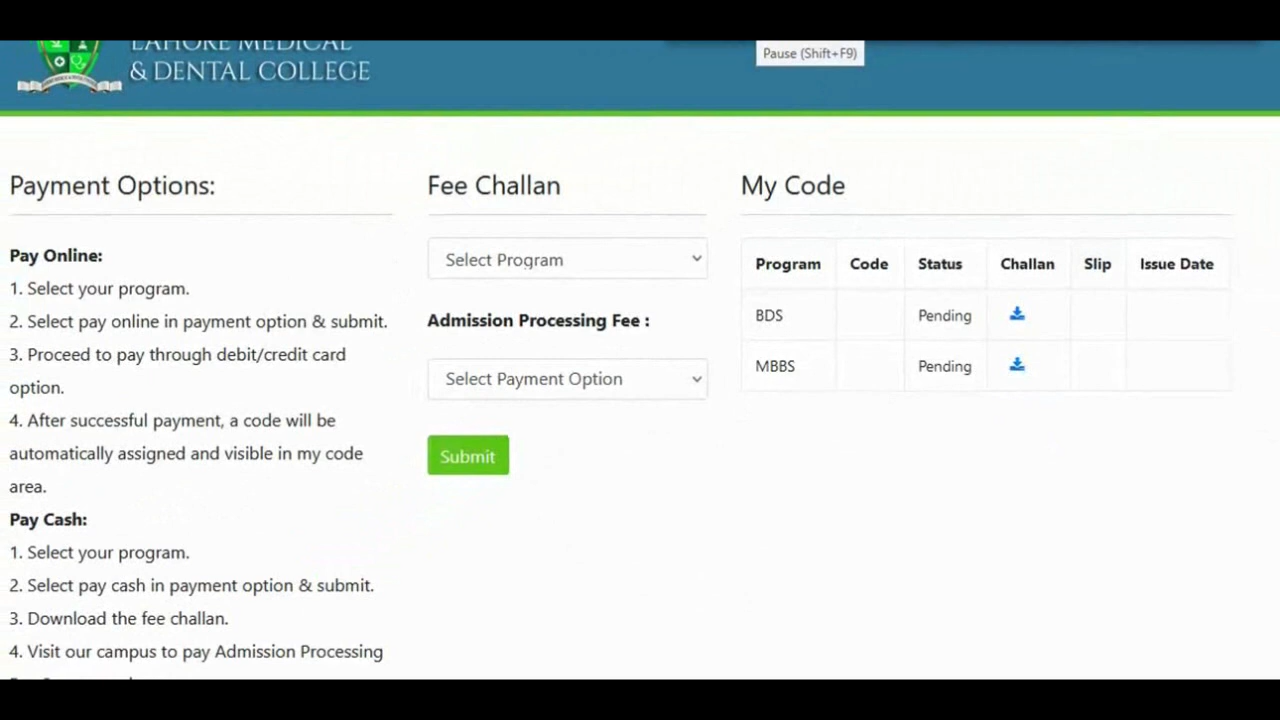 LAHORE MEDICAL
& DENTAL COLLEGE
Pause (Shift+F9)
Payment Options:
Pay Online:
1. Select your program.
2. Select pay online in payment option & submit.
3. Proceed to pay through debit/credit card
option.
4. After successful payment, a code will be
automatically assigned and visible in my code
area.
Pay Cash:
1. Select your program.
2. Select pay cash in payment option & submit.
3. Download the fee challan.
4. Visit our campus to pay Admission Processing
Fee Challan
Select Program
Admission Processing Fee :
Select Payment Option
Submit
My Code
Program Code Status Challan Slip Issue Date
BDS Pending
MBBS Pending